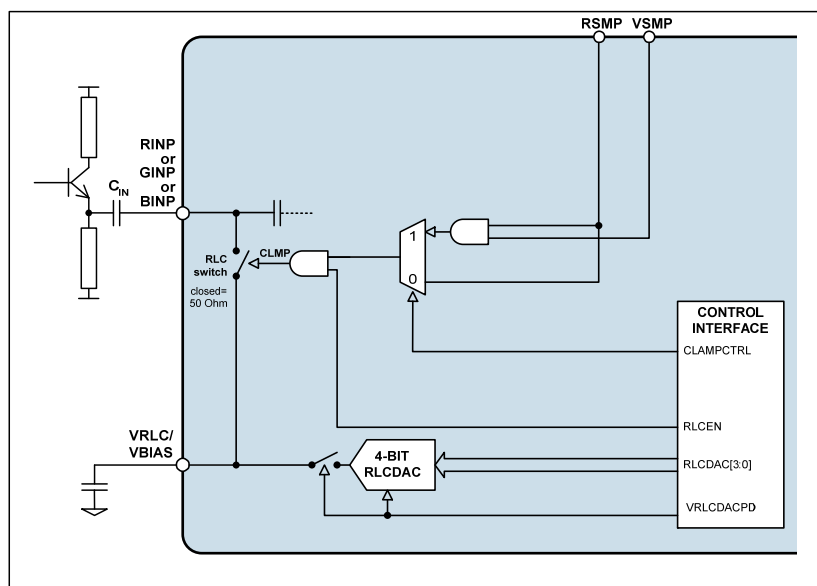 RSMP VSMP
RINP
or
GINP
or
BINP
CIN
1
0
RLC
switch
CLMP
closed=
50 Ohm
CONTROL
INTERFACE
CLAMPCTRL
RLCEN
VRLC/
VBIAS
4-BIT
RLCDAC
RLCDAC[3:0]
VRLCDACPD